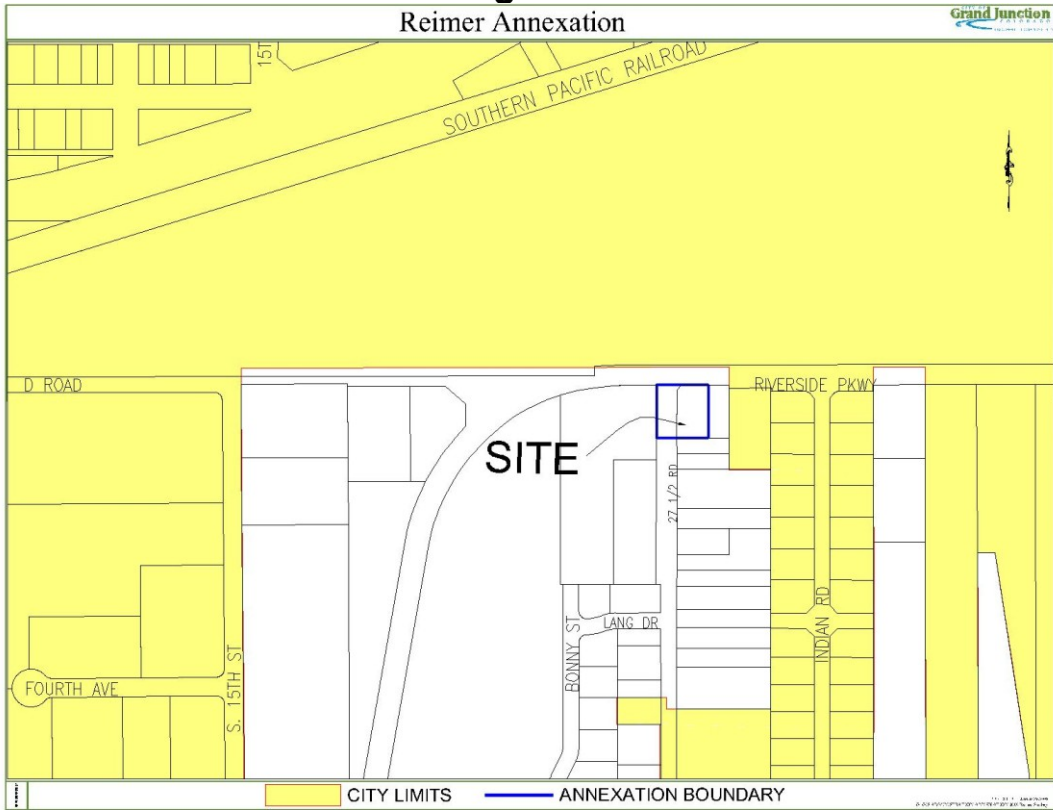 Reimer Annexation
Grand Junction
COLORADO
15T
SOUTHERN PACIFIC RAILROAD
D ROAD
RIVERSIDE PKWY
SITE
27 1/2 RD
LANG DR
BONNY ST
INDIAN RD
FOURTH AVE
S. 15TH ST
CITY LIMITS
ANNEXATION BOUNDARY